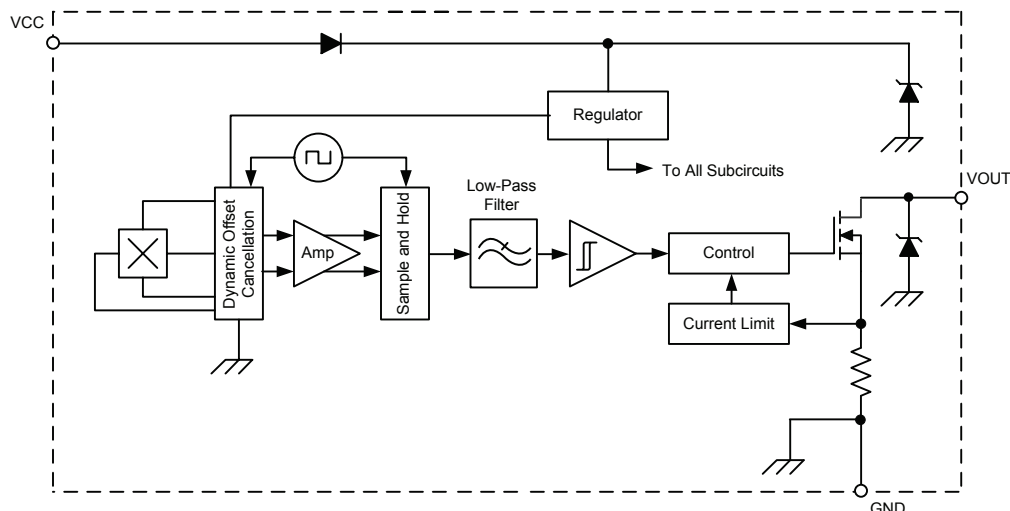 VCC
Regulator
To All Subcircuits
VOUT
Low-Pass
Filter
Dynamic Offset
Cancellation
Amp
Sample and Hold
Control
Current Limit
GND